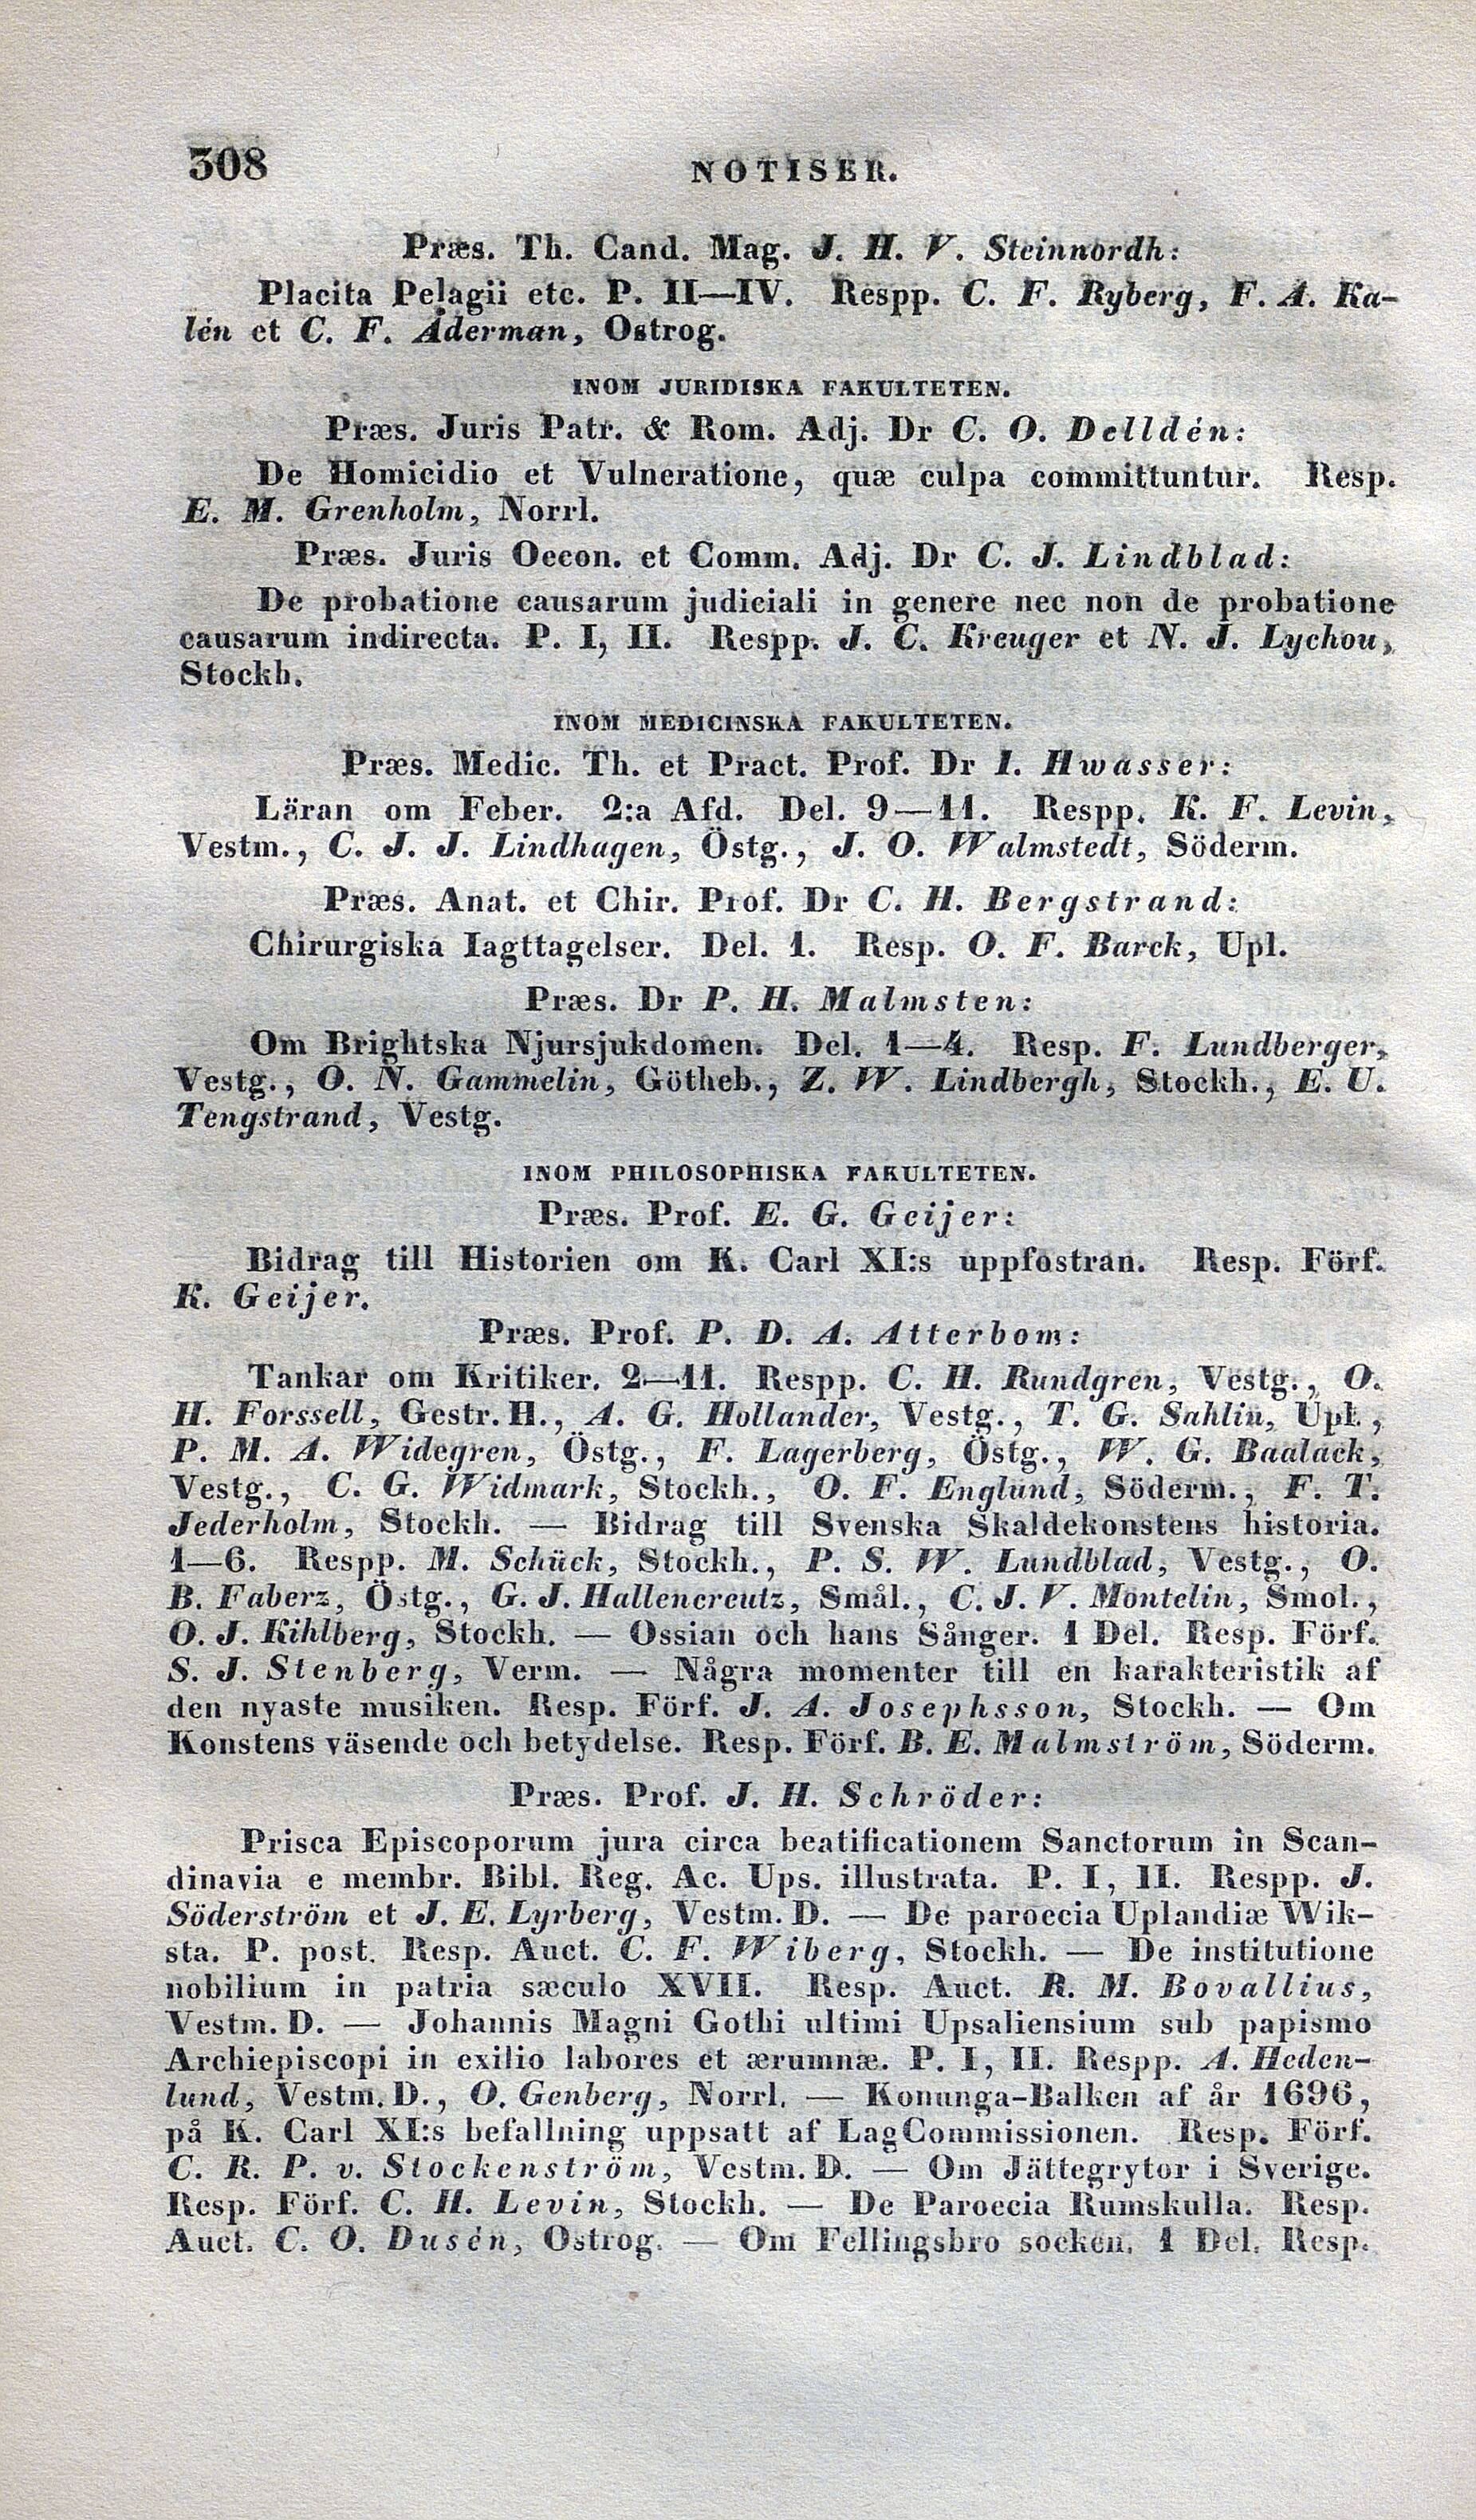 308
NOTISER.
Præs. Th. Cand. Mag. J. H. V. Steinnordh:
Placita Pelagii etc. P. II—IV. Respp. C. F. Ryberg, F. A. Ka-
lén et C. F. Åderman, Ostrog.
INOM JURIDISKA FAKULTETEN.
Præs. Juris Patr. & Rom. Adj. Dr C. O. Delldén:
De Homicidio et Vulneratione, quæ culpa committuntur. Resp.
E. M. Grenholm, Norrl.
Præs. Juris Oecon. et Comm. Adj. Dr C. J. Lindblad:
De probatione causarum judiciali in genere nec non de probatione
causarum indirecta. P. I, II. Respp. J. C. Kreuger et N. J. Lychou,
Stockh.
INOM MEDICINSKA FAKULTETEN.
Præs. Medic. Th. et Pract. Prof. Dr I. Hwasser:
Läran om Feber. 2:a Afd. Del. 9—11. Respp. K. F. Levin,
Vestm., C. J. J. Lindhagen, Östg., J. O. Walmstedt, Söderm.
Præs. Anat. et Chir. Prof. Dr C. H. Bergstrand:
Chirurgiska Iagttagelser. Del. 1. Resp. O. F. Barck, Upl.
Præs. Dr P. H. Malmsten:
Om Brightska Njursjukdomen. Del. 1—4. Resp. F. Lundberger,
Vestg., O. N. Gammelin, Götheb., Z. W. Lindbergh, Stockh., E. U.
Tengstrand, Vestg.
INOM PHILOSOPHISKA FAKULTETEN.
Præs. Prof. E. G. Geijer:
Bidrag till Historien om K. Carl XI:s uppfostran. Resp. Förf.
K. Geijer.
Præs. Prof. P. D. A. Atterbom:
Tankar om Kritiker. 2—11. Respp. C. H. Rundgren, Vestg., O.
H. Forssell, Gestr. H., A. G. Hollander, Vestg., T. G. Sahlin, Upl.,
P. M. A. Widegren, Östg., F. Lagerberg, Östg., W. G. Baalack,
Vestg., C. G. Widmark, Stockh., O. F. Englund, Söderm., F. T.
Jederholm, Stockh. — Bidrag till Svenska Skaldekonstens historia.
1—6. Respp. M. Schück, Stockh., P. S. W. Lundblad, Vestg., O.
B. Faberz, Östg., G. J. Hallencreutz, Smål., C. J. V. Montelin, Smol.,
O. J. Kihlberg, Stockh. — Ossian och hans Sånger. 1 Del. Resp. Förf.
S. J. Stenberg, Verm. — Några momenter till en karakteristik af
den nyaste musiken. Resp. Förf. J. A. Josephsson, Stockh. — Om
Konstens väsende och betydelse. Resp. Förf. B. E. Malmström, Söderm.
Præs. Prof. J. H. Schröder:
Prisca Episcoporum jura circa beatificationem Sanctorum in Scan-
dinavia e membr. Bibl. Reg. Ac. Ups. illustrata. P. I, II. Respp. J.
Söderström et J. E. Lyrberg, Vestm. D. — De paroecia Uplandiæ Wik-
sta. P. post. Resp. Auct. C. F. Wiberg, Stockh. — De institutione
nobilium in patria sæculo XVII. Resp. Auct. R. M. Bovallius,
Vestm. D. — Johannis Magni Gothi ultimi Upsaliensium sub papismo
Archiepiscopi in exilio labores et ærumnæ. P. I, II. Respp. A. Heden-
lund, Vestm. D., O. Genberg, Norrl. — Konunga-Balken af år 1696,
på K. Carl XI:s befallning uppsatt af LagCommissionen. Resp. Förf.
C. R. P. v. Stockenström, Vestm. D. — Om Jättegrytor i Sverige.
Resp. Förf. C. H. Levin, Stockh. — De Paroecia Rumskulla. Resp.
Auct. C. O. Dusén, Ostrog. — Om Fellingsbro socken. 1 Del. Resp.